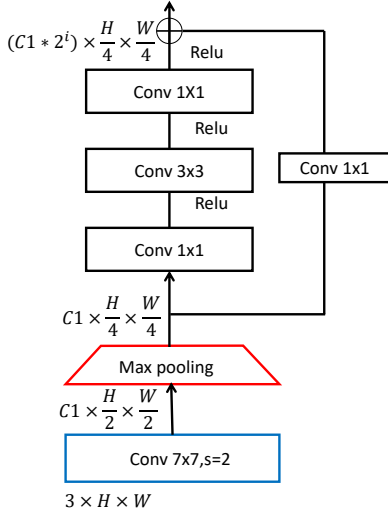 (C1 * 2^i) × H/4 × W/4
Relu
Conv 1X1
Relu
Conv 3x3
Conv 1x1
Relu
Conv 1x1
C1 × H/4 × W/4
Max pooling
C1 × H/2 × W/2
Conv 7x7,s=2
3 × H × W